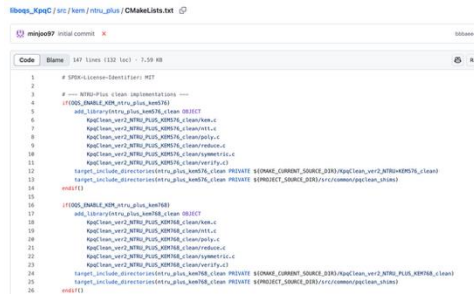 liboqs_KpqC / src / kem / ntru_plus / CMakeLists.txt
minjoo97 initial commit
Code Blame 147 lines (132 loc) · 7.59 KB
1 # SPDX-License-Identifier: MIT
2
3 # --- NTRU-Plus clean implementations ---
4 if(OQS_ENABLE_KEM_ntru_plus_kem576)
5 add_library(ntru_plus_kem576_clean OBJECT
6 KpqClean_ver2_NTRU_PLUS_KEM576_clean/kem.c
7 KpqClean_ver2_NTRU_PLUS_KEM576_clean/ntt.c
8 KpqClean_ver2_NTRU_PLUS_KEM576_clean/poly.c
9 KpqClean_ver2_NTRU_PLUS_KEM576_clean/reduce.c
10 KpqClean_ver2_NTRU_PLUS_KEM576_clean/symmetric.c
11 KpqClean_ver2_NTRU_PLUS_KEM576_clean/verify.c)
12 target_include_directories(ntru_plus_kem576_clean PRIVATE ${CMAKE_CURRENT_SOURCE_DIR}/KpqClean_ver2_NTRU+KEM576_clean)
13 target_include_directories(ntru_plus_kem576_clean PRIVATE ${PROJECT_SOURCE_DIR}/src/common/pqclean_shims)
14 endif()
15
16 if(OQS_ENABLE_KEM_ntru_plus_kem768)
17 add_library(ntru_plus_kem768_clean OBJECT
18 KpqClean_ver2_NTRU_PLUS_KEM768_clean/kem.c
19 KpqClean_ver2_NTRU_PLUS_KEM768_clean/ntt.c
20 KpqClean_ver2_NTRU_PLUS_KEM768_clean/poly.c
21 KpqClean_ver2_NTRU_PLUS_KEM768_clean/reduce.c
22 KpqClean_ver2_NTRU_PLUS_KEM768_clean/symmetric.c
23 KpqClean_ver2_NTRU_PLUS_KEM768_clean/verify.c)
24 target_include_directories(ntru_plus_kem768_clean PRIVATE ${CMAKE_CURRENT_SOURCE_DIR}/KpqClean_ver2_NTRU_PLUS_KEM768_clean)
25 target_include_directories(ntru_plus_kem768_clean PRIVATE ${PROJECT_SOURCE_DIR}/src/common/pqclean_shims)
26 endif()